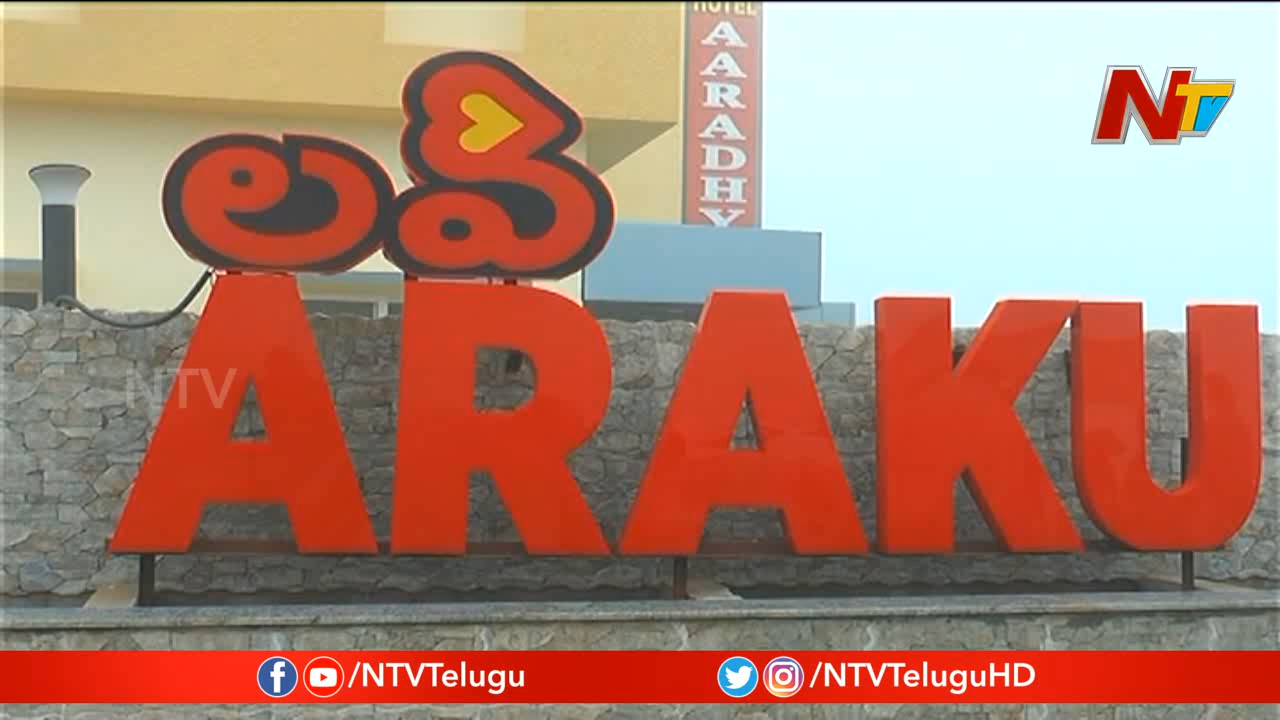 HOTEL
AARADHY
NTV
లవ్
ARAKU
NTV
/NTVTelugu
/NTVTeluguHD